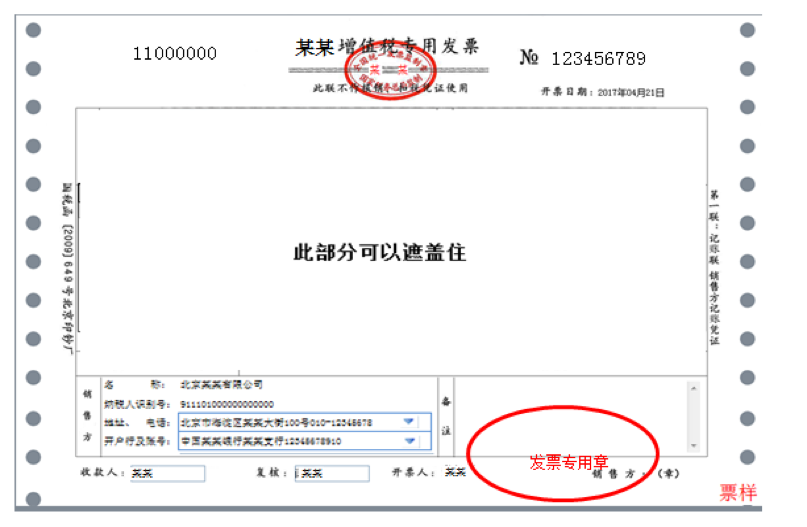 某某增值税专用发票
11000000
№ 123456789
此联不作报销、扣税凭证使用
开票日期：2017年04月21日
国税函〔2009〕649号北京印钞厂
此部分可以遮盖住
第一联：记账联 销售方记账凭证
销售方
名称： 北京某某有限公司
纳税人识别号： 911101000000000000
地址、电话： 北京市海淀区某某大街100号010-12345678
开户行及账号： 中国某某银行某某支行12345678910
备注
发票专用章
收款人： 某某
复核： 某某
开票人： 某某
销售方：（章）
票样